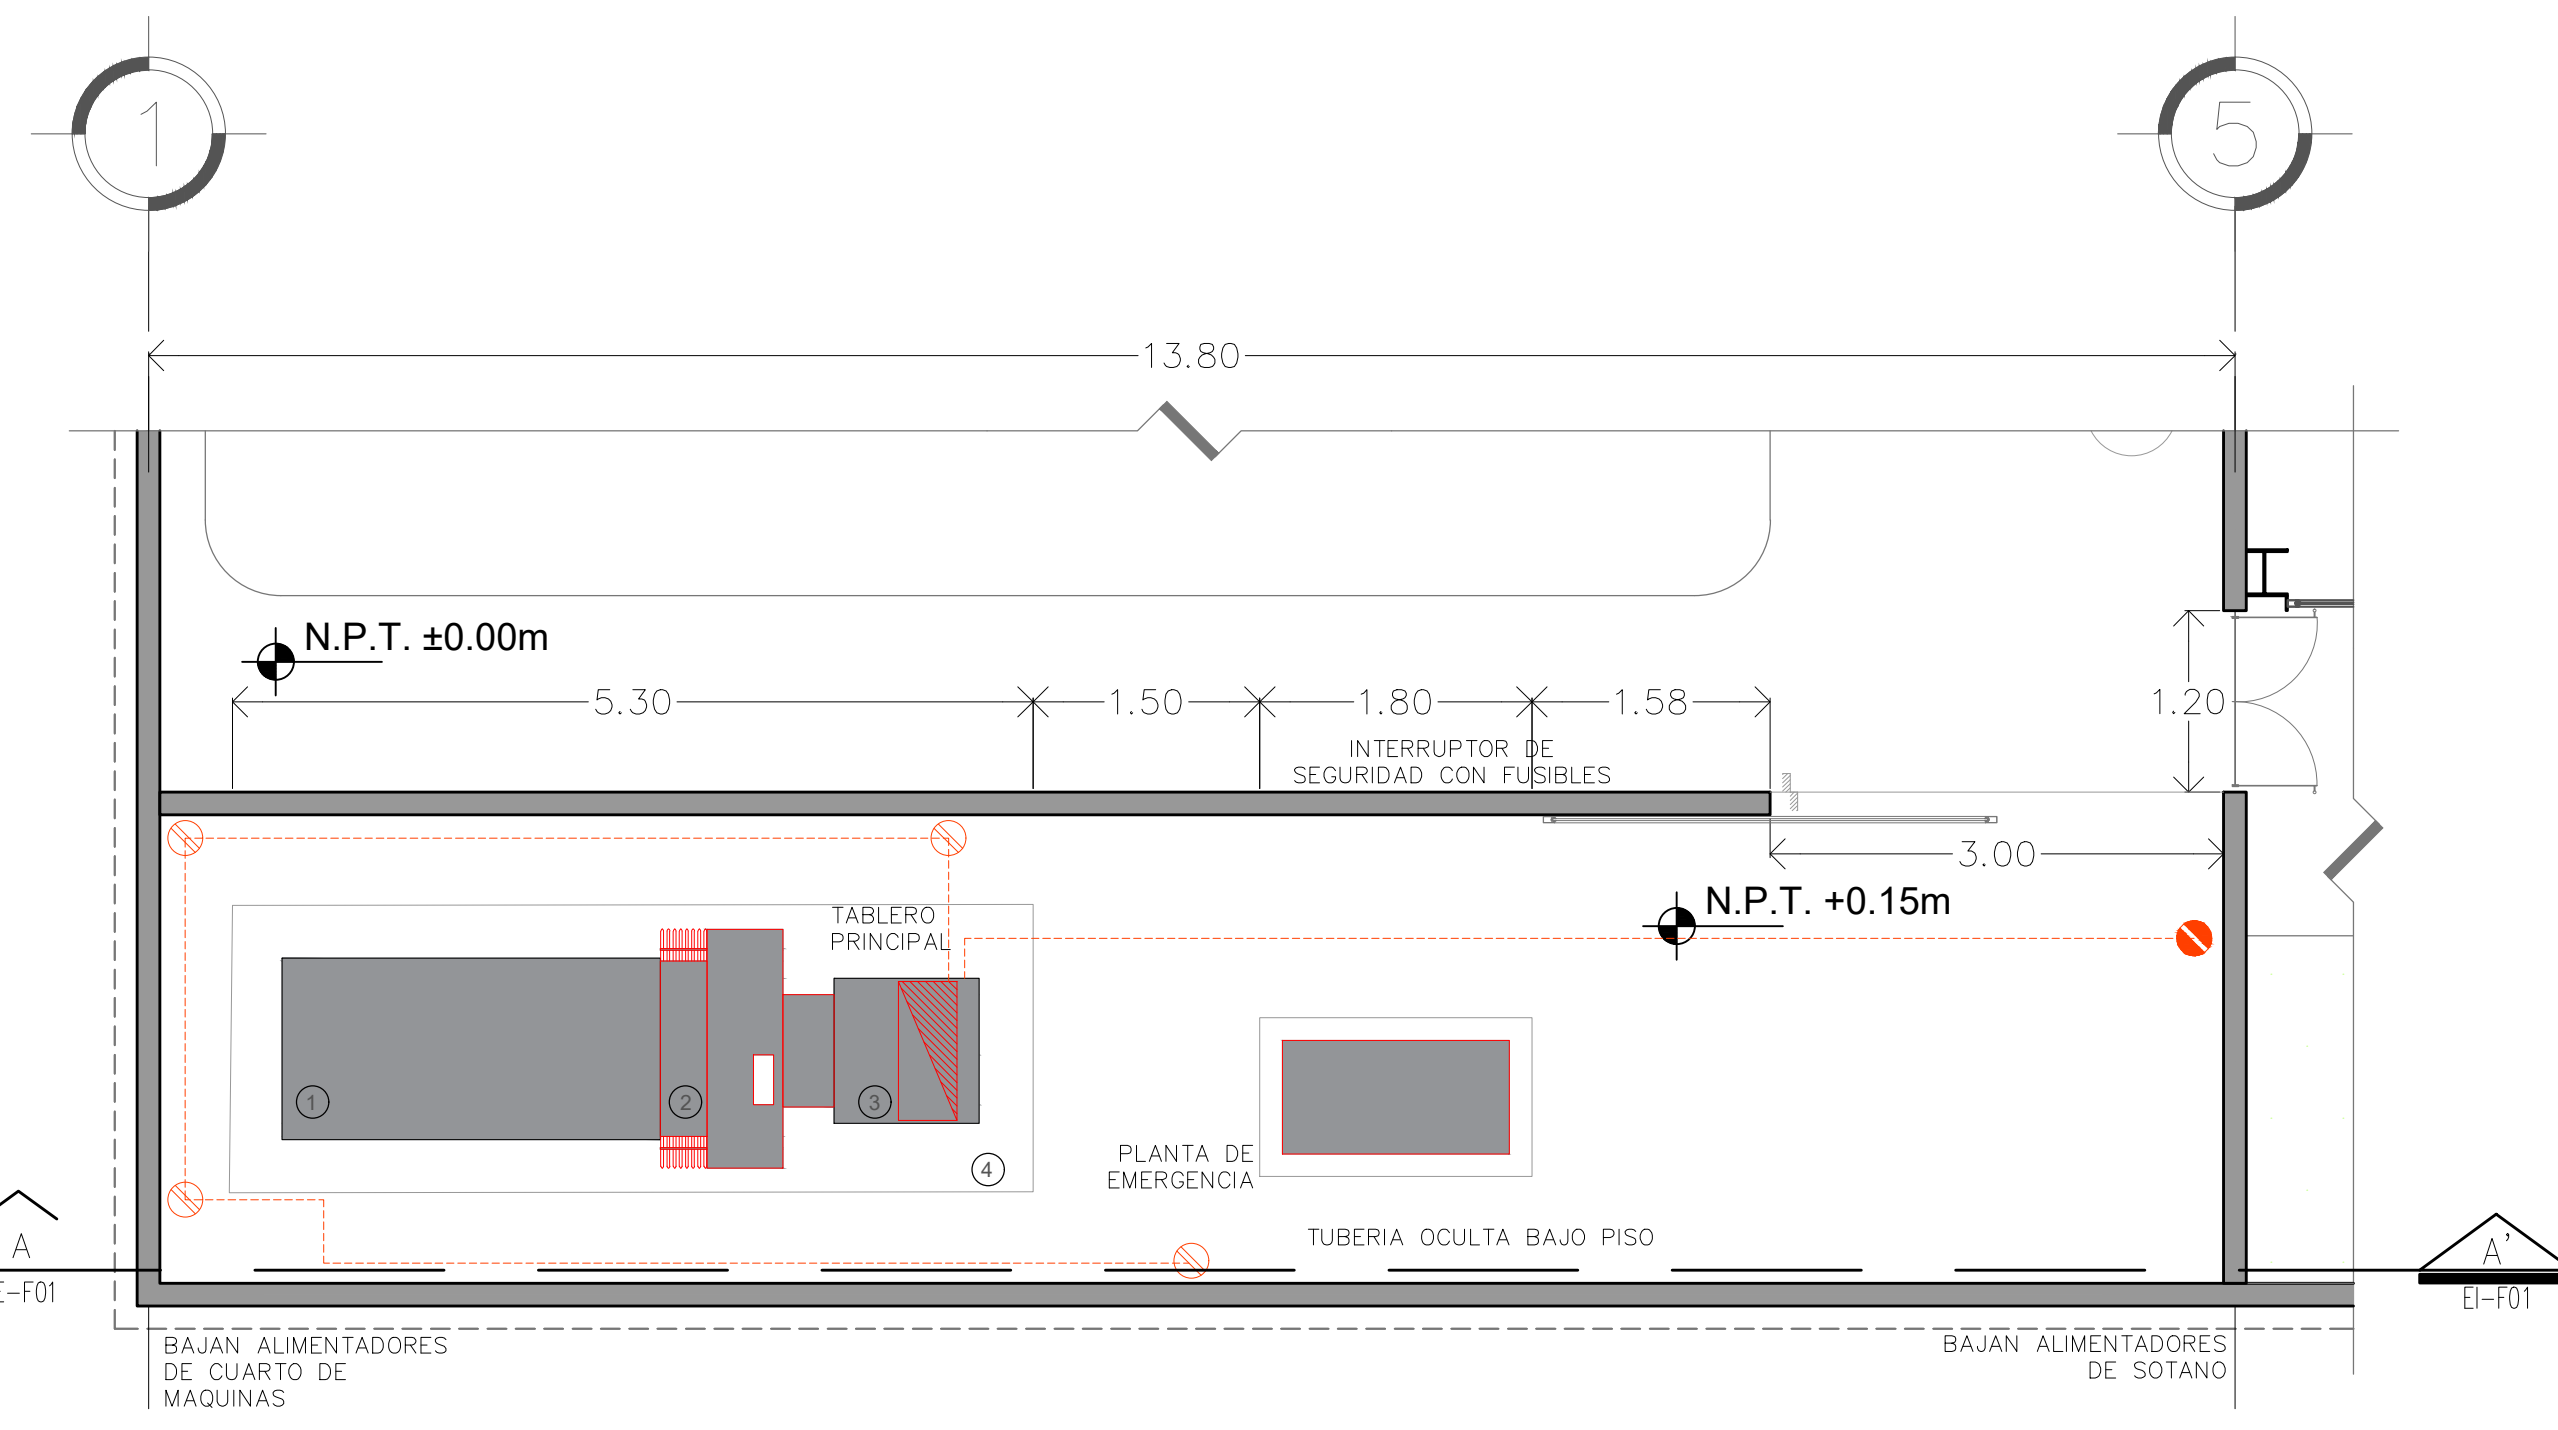 1
5
13.80
N.P.T. ±0.00m
5.30
1.50
1.80
1.58
1.20
INTERRUPTOR DE
SEGURIDAD CON FUSIBLES
3.00
N.P.T. +0.15m
TABLERO
PRINCIPAL
1
2
3
4
PLANTA DE
EMERGENCIA
TUBERIA OCULTA BAJO PISO
A
A'
E-F01
EI-F01
BAJAN ALIMENTADORES
DE CUARTO DE
MAQUINAS
BAJAN ALIMENTADORES
DE SOTANO